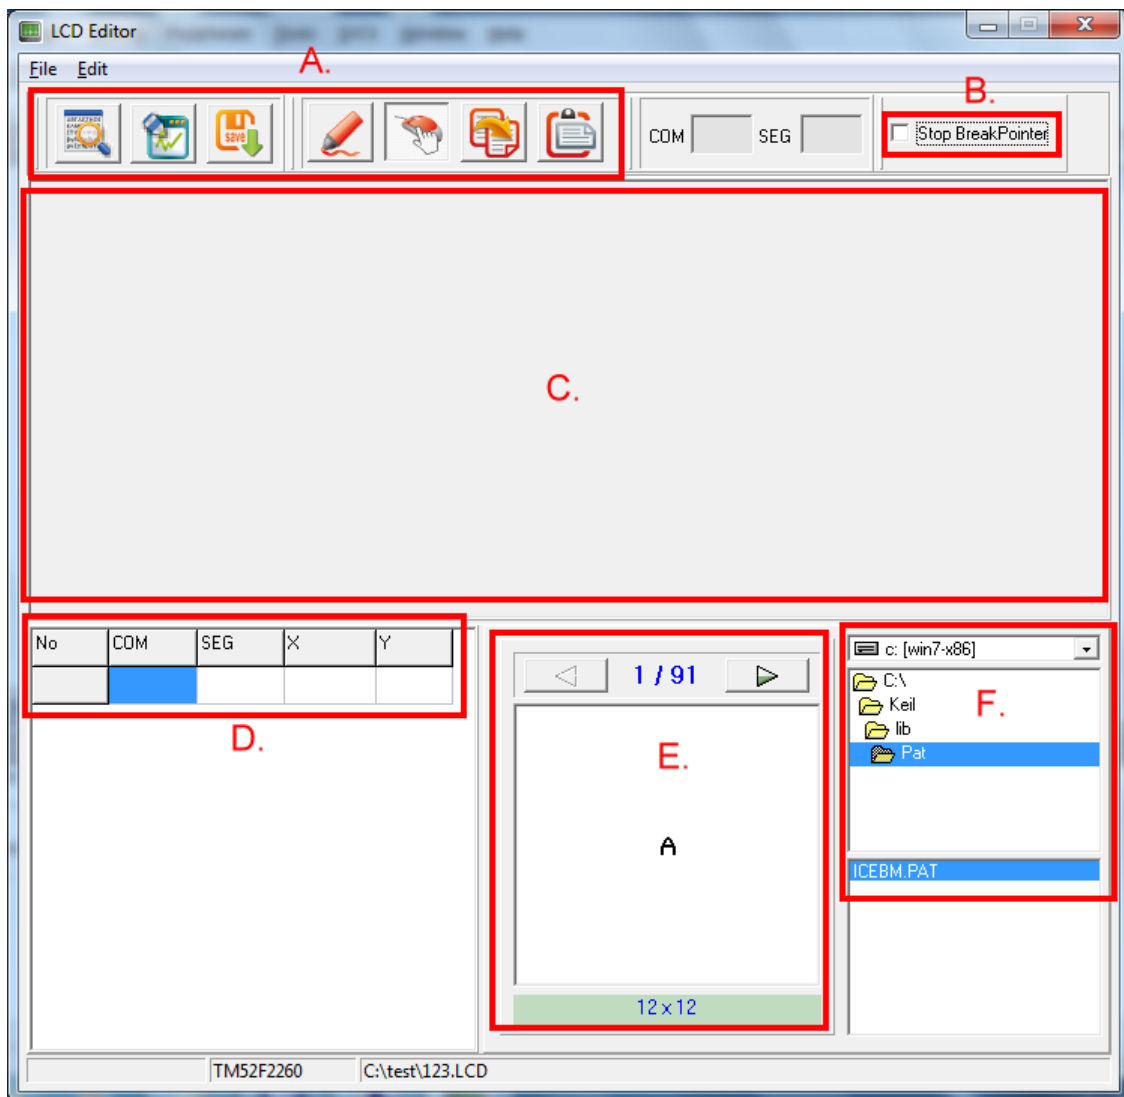 LCD Editor
File Edit
A.
B.
save
COM SEG Stop BreakPointer
C.
No COM SEG X Y
D.
1 / 91
E.
A
12 x 12
c: [win7-x86]
C:\
Keil
lib
Pat
F.
ICEBM.PAT
TM52F2260 C:\test\123.LCD